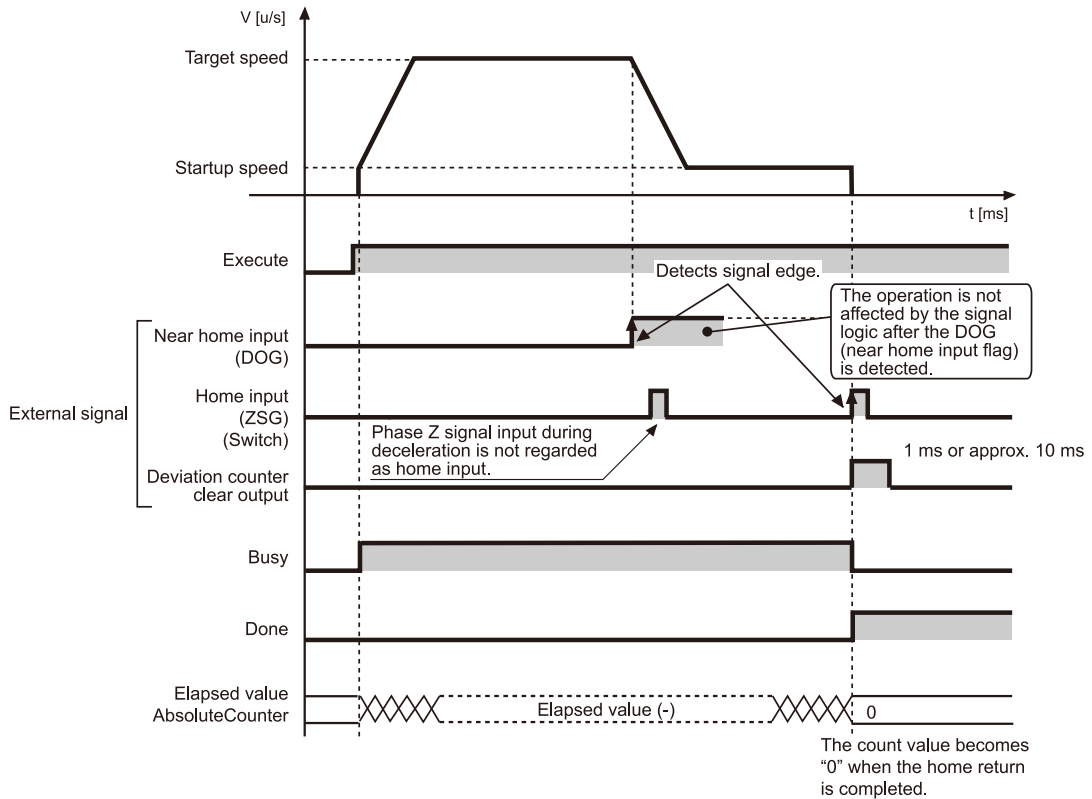 V [u/s]
Target speed
Startup speed
t [ms]
Execute
Detects signal edge.
The operation is not
affected by the signal
logic after the DOG
(near home input flag)
is detected.
Near home input
(DOG)
External signal
Home input
(ZSG)
(Switch)
Phase Z signal input during
deceleration is not regarded
as home input.
1 ms or approx. 10 ms
Deviation counter
clear output
Busy
Done
Elapsed value
AbsoluteCounter
Elapsed value (-)
0
The count value becomes
“0” when the home return
is completed.